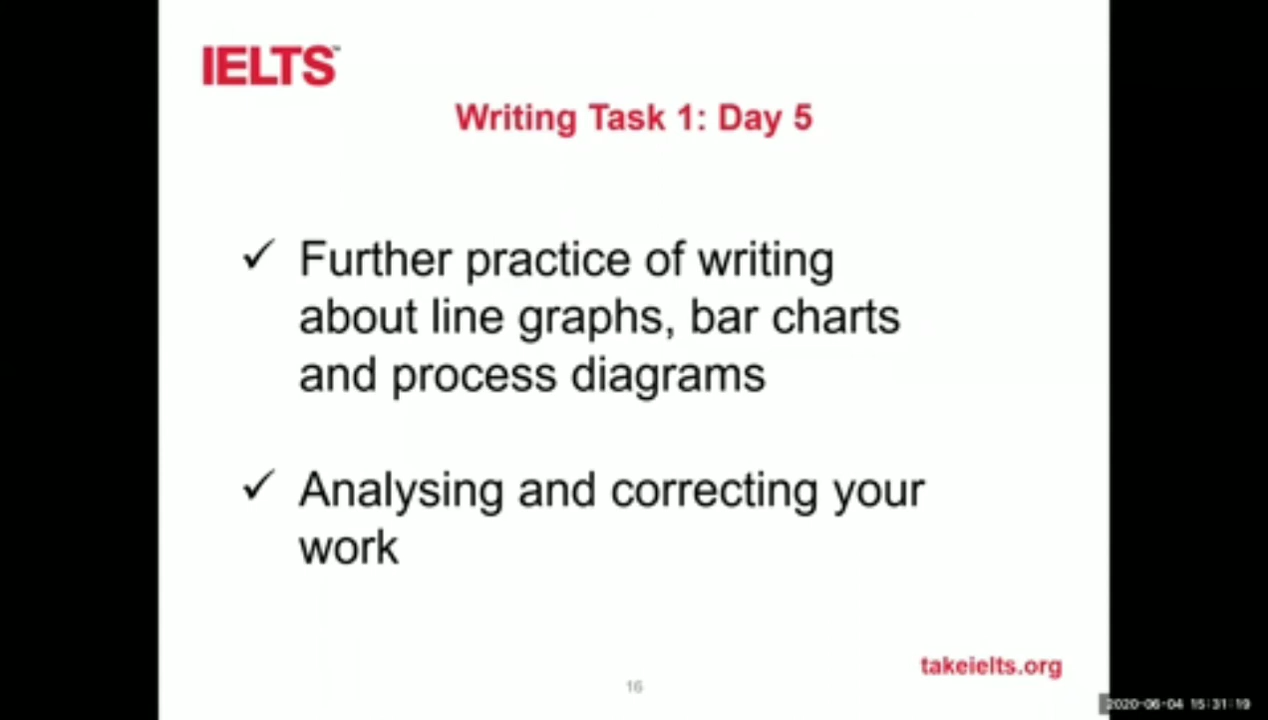 IELTS™
Writing Task 1: Day 5
✓ Further practice of writing
about line graphs, bar charts
and process diagrams
✓ Analysing and correcting your
work
takeielts.org
16
2020-06-04 15:31:19